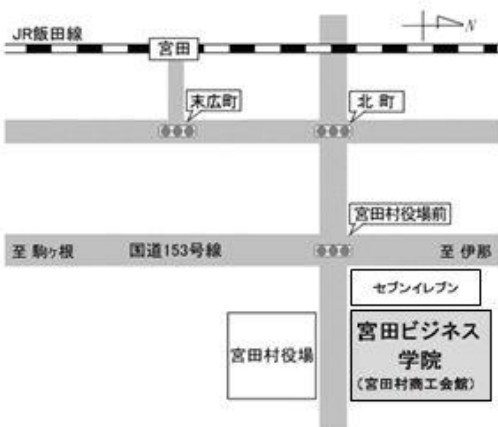 JR飯田線
N
宮田
末広町
北町
宮田村役場前
至 駒ヶ根
国道153号線
至 伊那
セブンイレブン
宮田村役場
宮田ビジネス
学院
(宮田村商工会館)